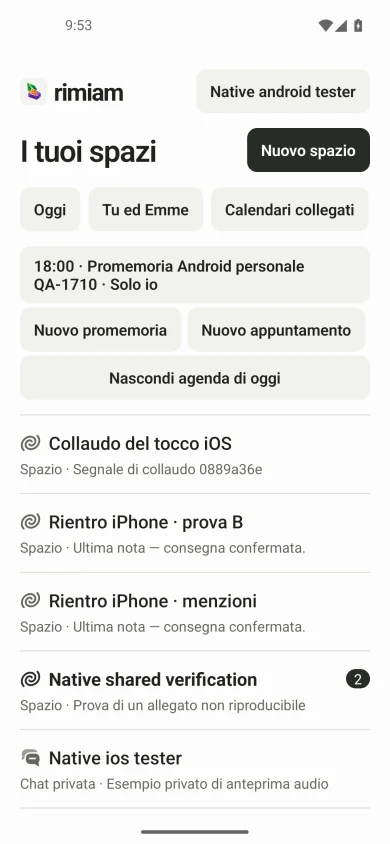 9:53
rimiam
Native android tester
I tuoi spazi
Nuovo spazio
Oggi
Tu ed Emme
Calendari collegati
18:00 · Promemoria Android personale
QA-1710 · Solo io
Nuovo promemoria
Nuovo appuntamento
Nascondi agenda di oggi
Collaudo del tocco iOS
Spazio · Segnale di collaudo 0889a36e
Rientro iPhone · prova B
Spazio · Ultima nota — consegna confermata.
Rientro iPhone · menzioni
Spazio · Ultima nota — consegna confermata.
Native shared verification
2
Spazio · Prova di un allegato non riproducibile
Native ios tester
Chat privata · Esempio privato di anteprima audio